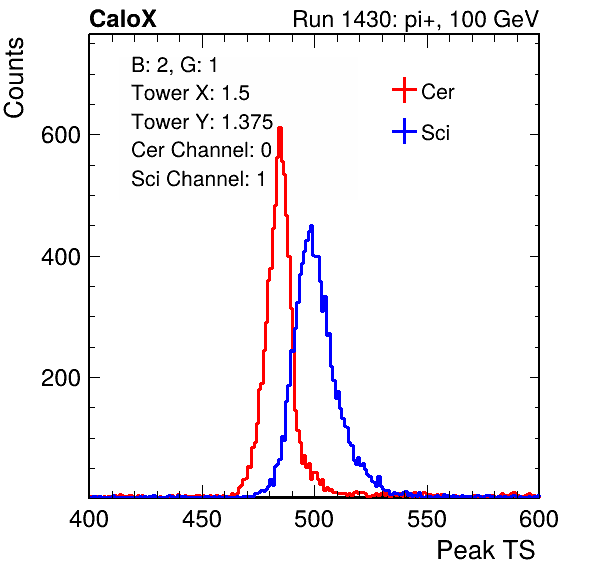 CaloX Run 1430: pi+, 100 GeV
Counts
B: 2, G: 1
Tower X: 1.5
Tower Y: 1.375
Cer Channel: 0
Sci Channel: 1
Cer
Sci
600
400
200
400 450 500 550 600
Peak TS